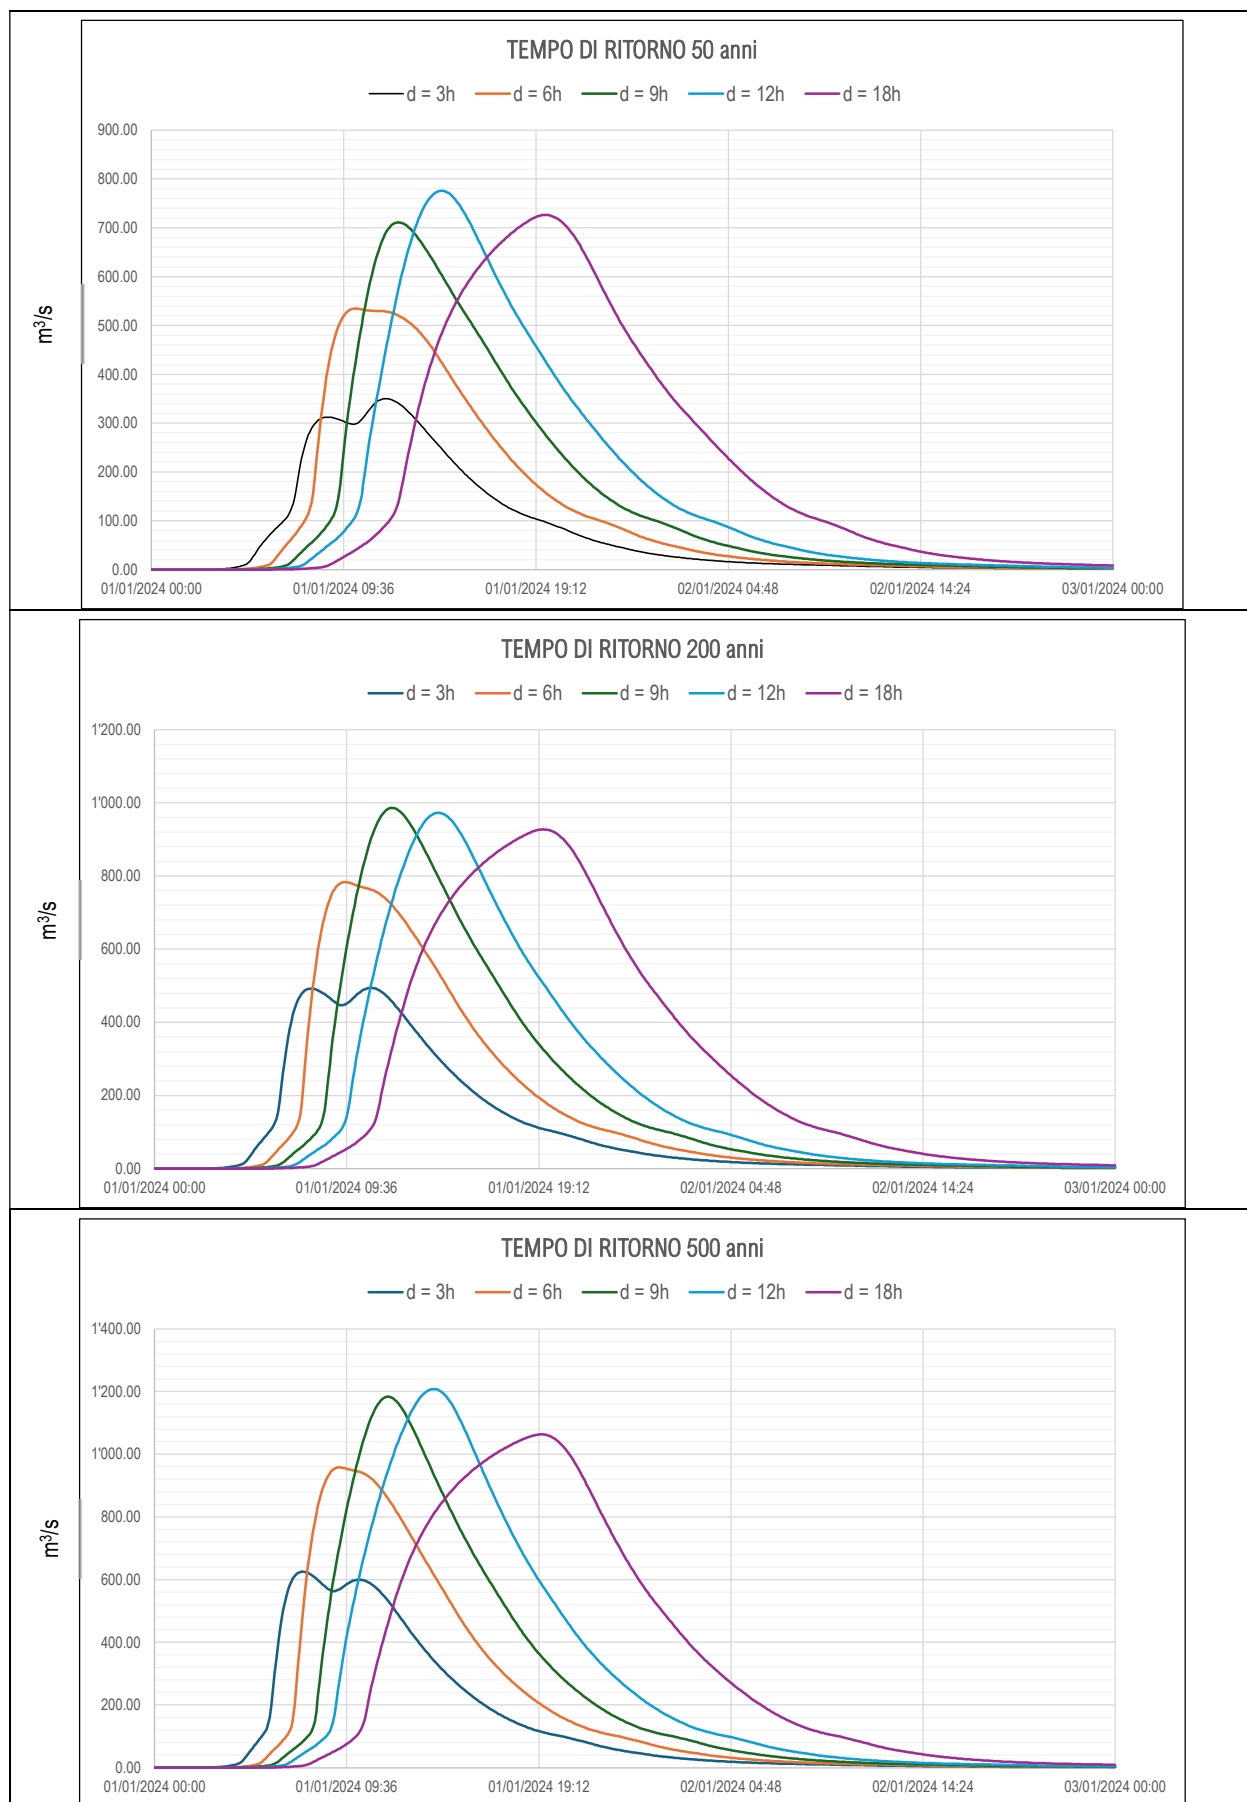 TEMPO DI RITORNO 50 anni
d = 3h d = 6h d = 9h d = 12h d = 18h
900.00
800.00
700.00
600.00
500.00
400.00
300.00
200.00
100.00
0.00
m³/s
01/01/2024 00:00 01/01/2024 09:36 01/01/2024 19:12 02/01/2024 04:48 02/01/2024 14:24 03/01/2024 00:00
TEMPO DI RITORNO 200 anni
d = 3h d = 6h d = 9h d = 12h d = 18h
1'200.00
1'000.00
800.00
600.00
400.00
200.00
0.00
m³/s
01/01/2024 00:00 01/01/2024 09:36 01/01/2024 19:12 02/01/2024 04:48 02/01/2024 14:24 03/01/2024 00:00
TEMPO DI RITORNO 500 anni
d = 3h d = 6h d = 9h d = 12h d = 18h
1'400.00
1'200.00
1'000.00
800.00
600.00
400.00
200.00
0.00
m³/s
01/01/2024 00:00 01/01/2024 09:36 01/01/2024 19:12 02/01/2024 04:48 02/01/2024 14:24 03/01/2024 00:00